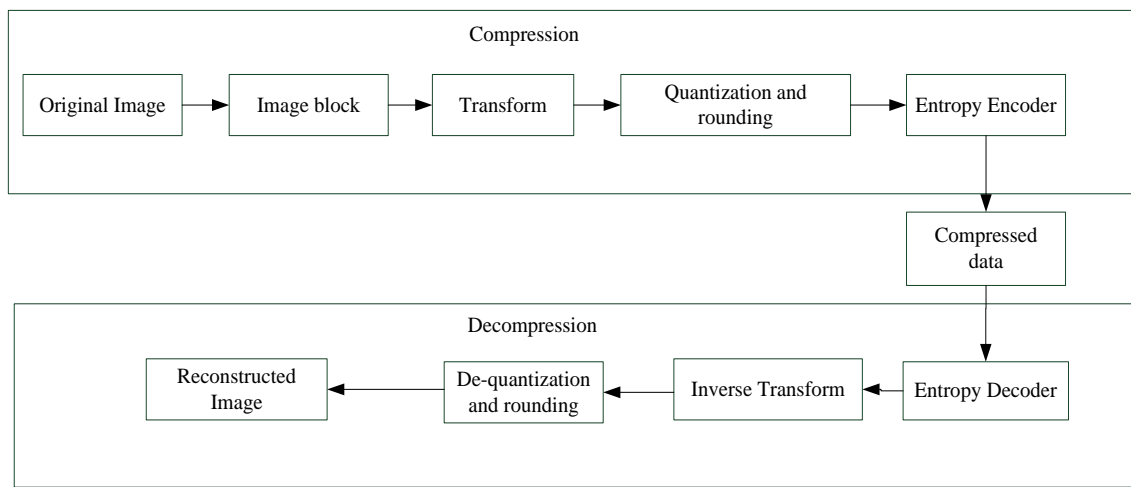 Compression
Original Image
Image block
Transform
Quantization and
rounding
Entropy Encoder
Compressed
data
Decompression
Reconstructed
Image
De-quantization
and rounding
Inverse Transform
Entropy Decoder